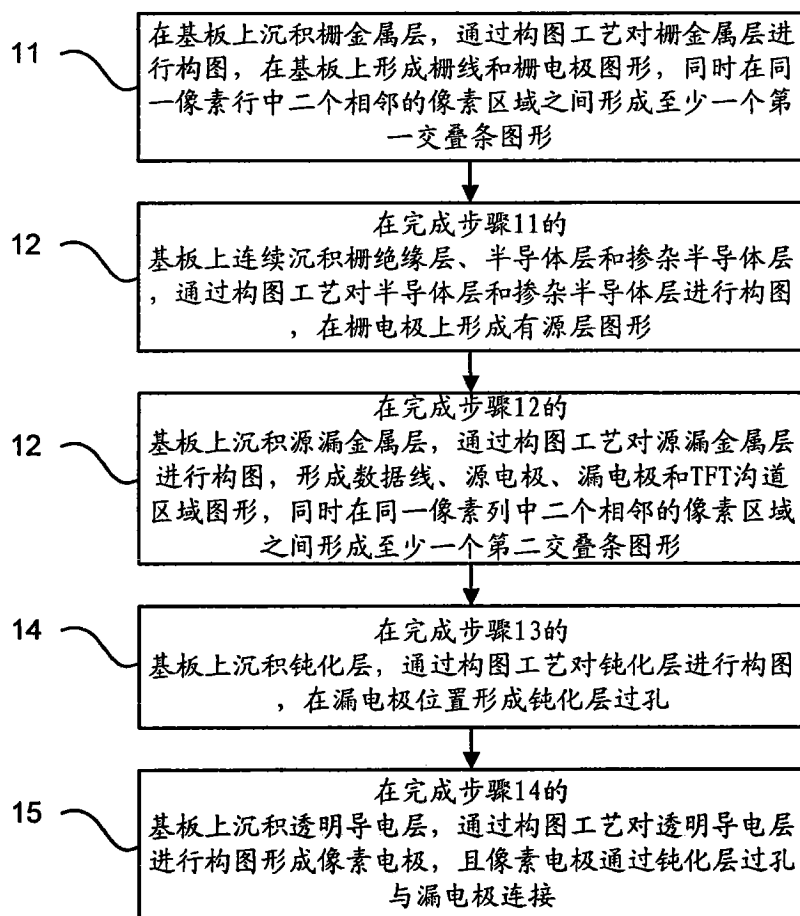 11
在基板上沉积栅金属层，通过构图工艺对栅金属层进
行构图，在基板上形成栅线和栅电极图形，同时在同
一像素行中二个相邻的像素区域之间形成至少一个第
一交叠条图形
12
在完成步骤11的
基板上连续沉积栅绝缘层、半导体层和掺杂半导体层
，通过构图工艺对半导体层和掺杂半导体层进行构图
，在栅电极上形成有源层图形
12
在完成步骤12的
基板上沉积源漏金属层，通过构图工艺对源漏金属层
进行构图，形成数据线、源电极、漏电极和TFT沟道
区域图形，同时在同一像素列中二个相邻的像素区域
之间形成至少一个第二交叠条图形
14
在完成步骤13的
基板上沉积钝化层，通过构图工艺对钝化层进行构图
，在漏电极位置形成钝化层过孔
15
在完成步骤14的
基板上沉积透明导电层，通过构图工艺对透明导电层
进行构图形成像素电极，且像素电极通过钝化层过孔
与漏电极连接